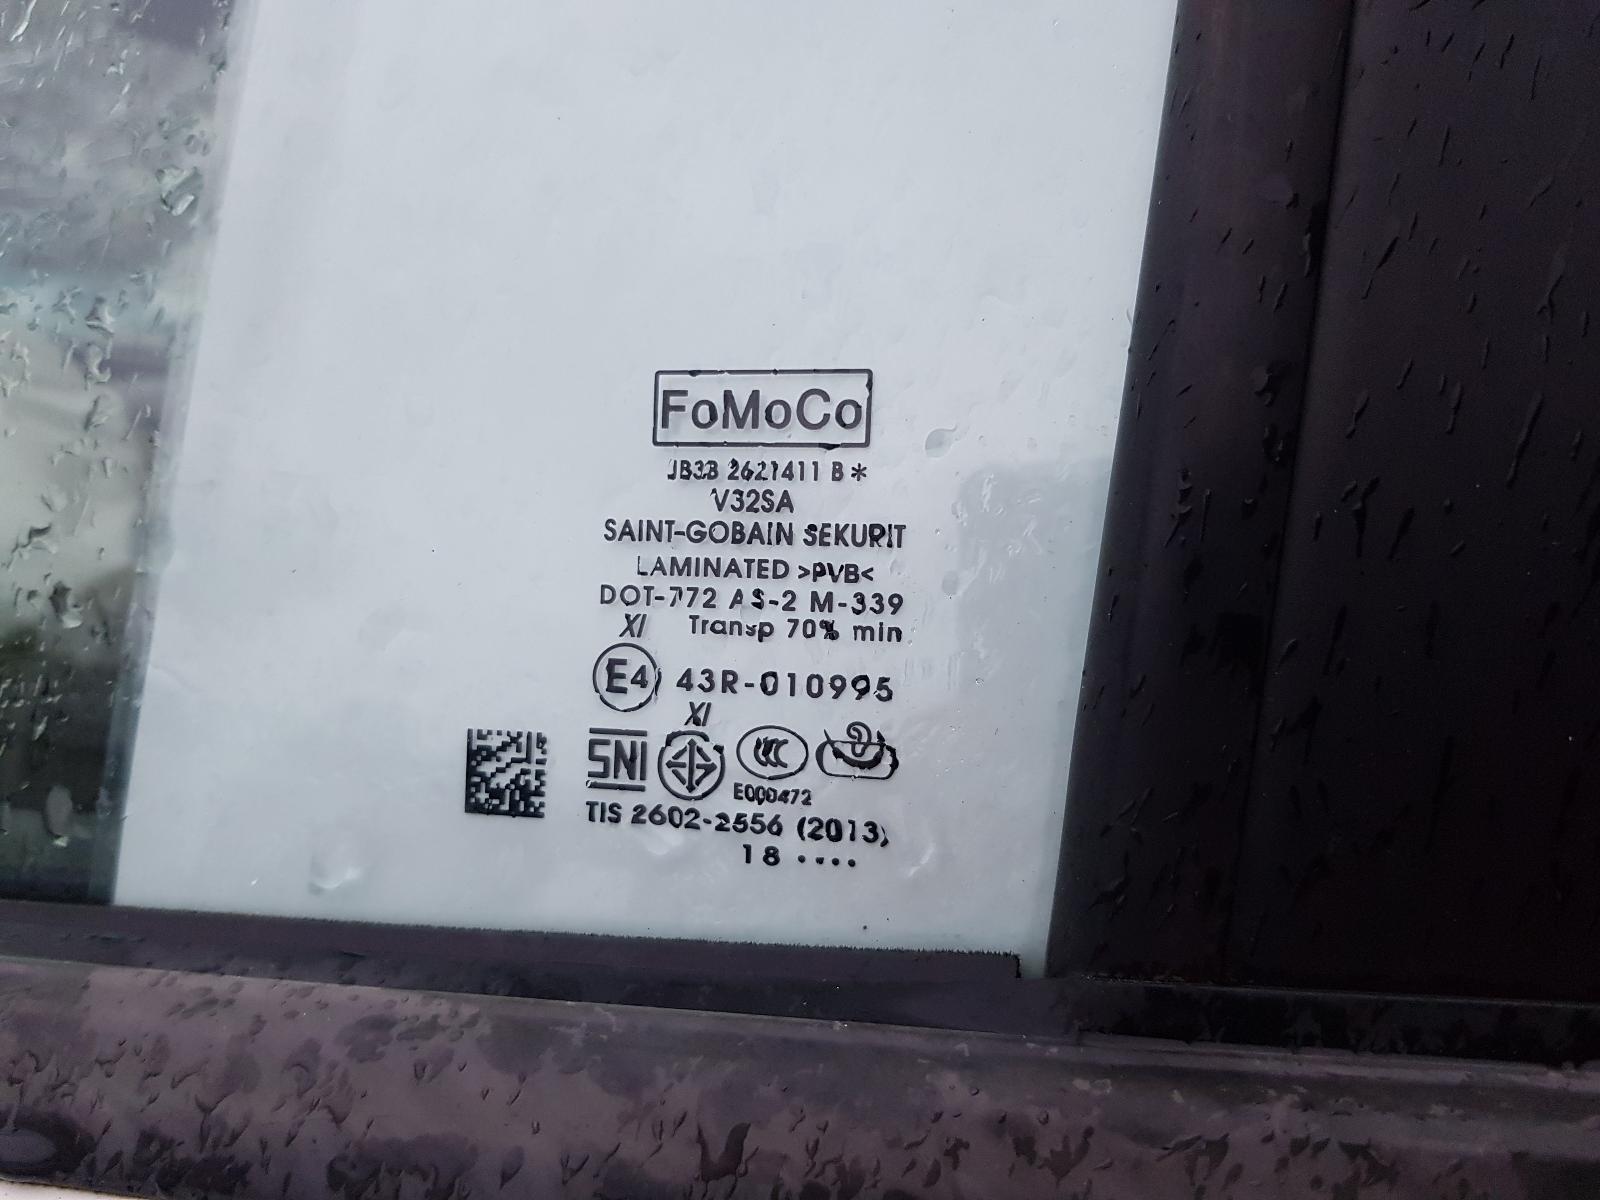 FoMoCo
JB3B 2621411 B*
V32SA
SAINT-GOBAIN SEKURIT
LAMINATED >PVB<
DOT-772 AS-2 M-339
XI Transp 70% min
E4 43R-010995
XI
SNI CCC
E000472
TIS 2602-2556 (2013)
18 ····